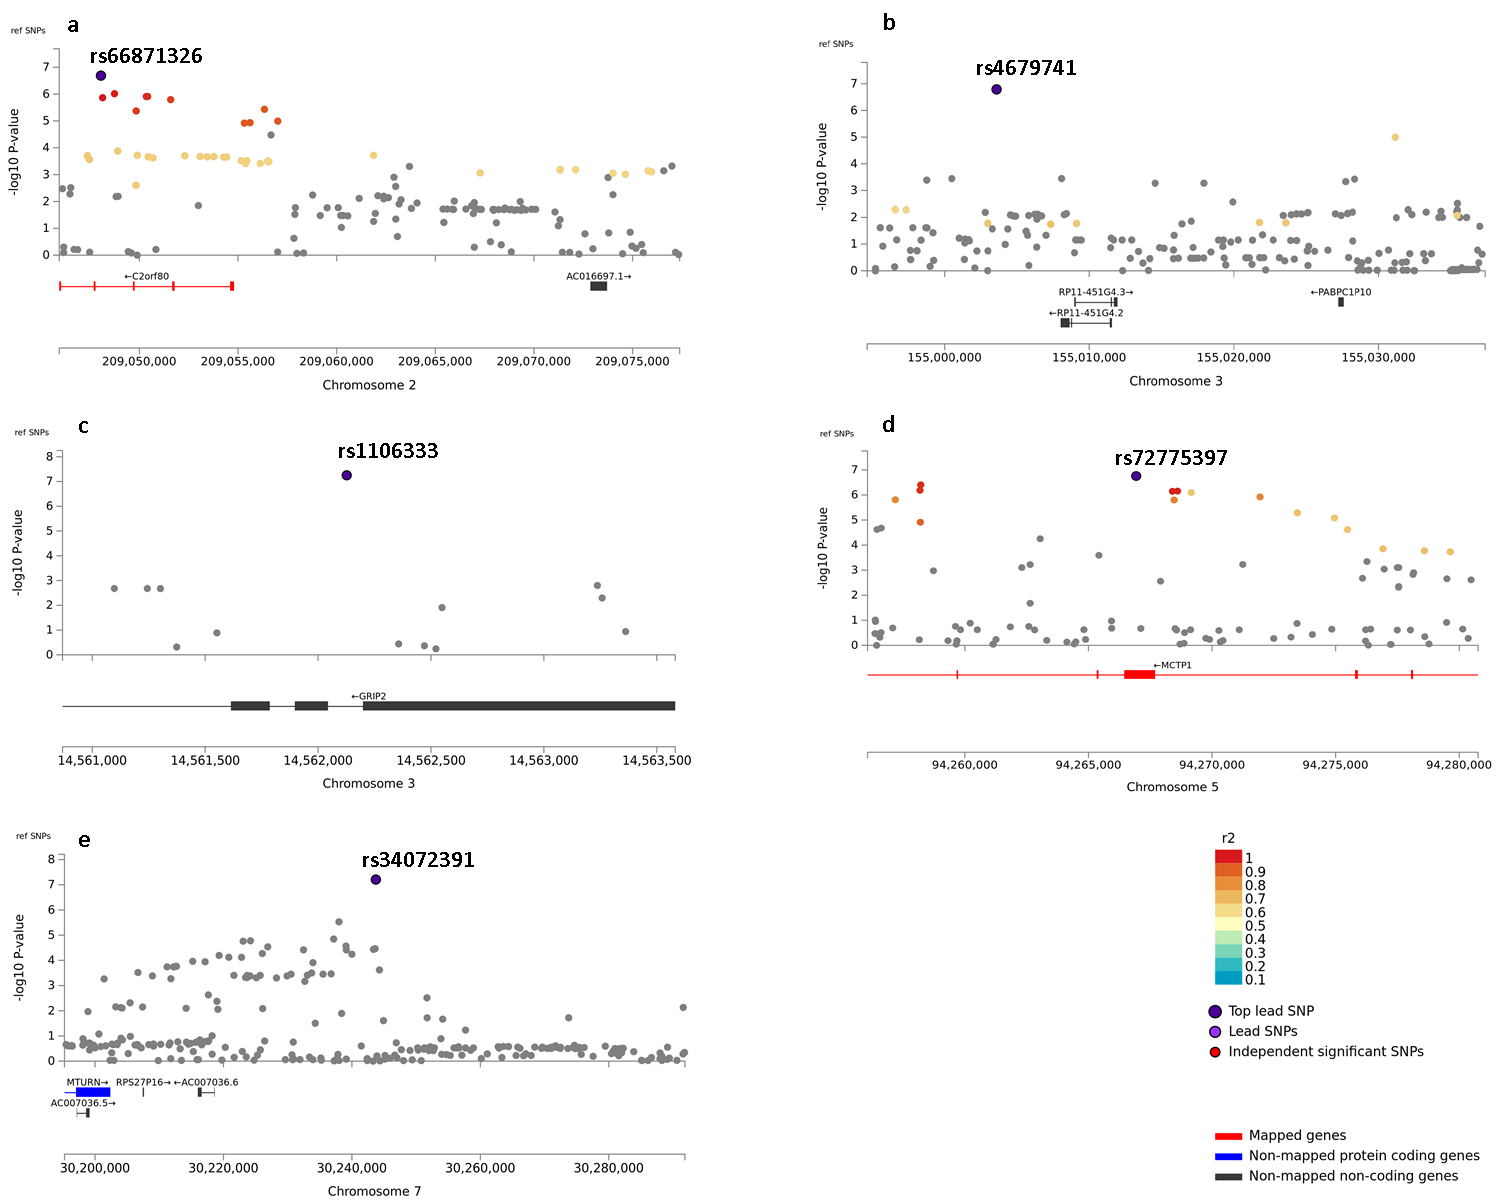 a
ref SNPs
rs66871326
7
6
5
4
3
2
1
0
-log10 P-value
←C2orf80
AC016697.1→
209,050,000 209,055,000 209,060,000 209,065,000 209,070,000 209,075,000
Chromosome 2
b
ref SNPs
rs4679741
7
6
5
4
3
2
1
0
-log10 P-value
RP11-451G4.3→
←PABPC1P10
←RP11-451G4.2
155,000,000 155,010,000 155,020,000 155,030,000
Chromosome 3
c
ref SNPs
rs1106333
8
7
6
5
4
3
2
1
0
-log10 P-value
←GRIP2
14,561,000 14,561,500 14,562,000 14,562,500 14,563,000 14,563,500
Chromosome 3
d
ref SNPs
rs72775397
7
6
5
4
3
2
1
0
-log10 P-value
←MCTP1
94,260,000 94,265,000 94,270,000 94,275,000 94,280,000
Chromosome 5
e
ref SNPs
rs34072391
8
7
6
5
4
3
2
1
0
-log10 P-value
MTURN→ RPS27P16→ ←AC007036.6
AC007036.5→
30,200,000 30,220,000 30,240,000 30,260,000 30,280,000
Chromosome 7
r2
1
0.9
0.8
0.7
0.6
0.5
0.4
0.3
0.2
0.1
Top lead SNP
Lead SNPs
Independent significant SNPs
Mapped genes
Non-mapped protein coding genes
Non-mapped non-coding genes